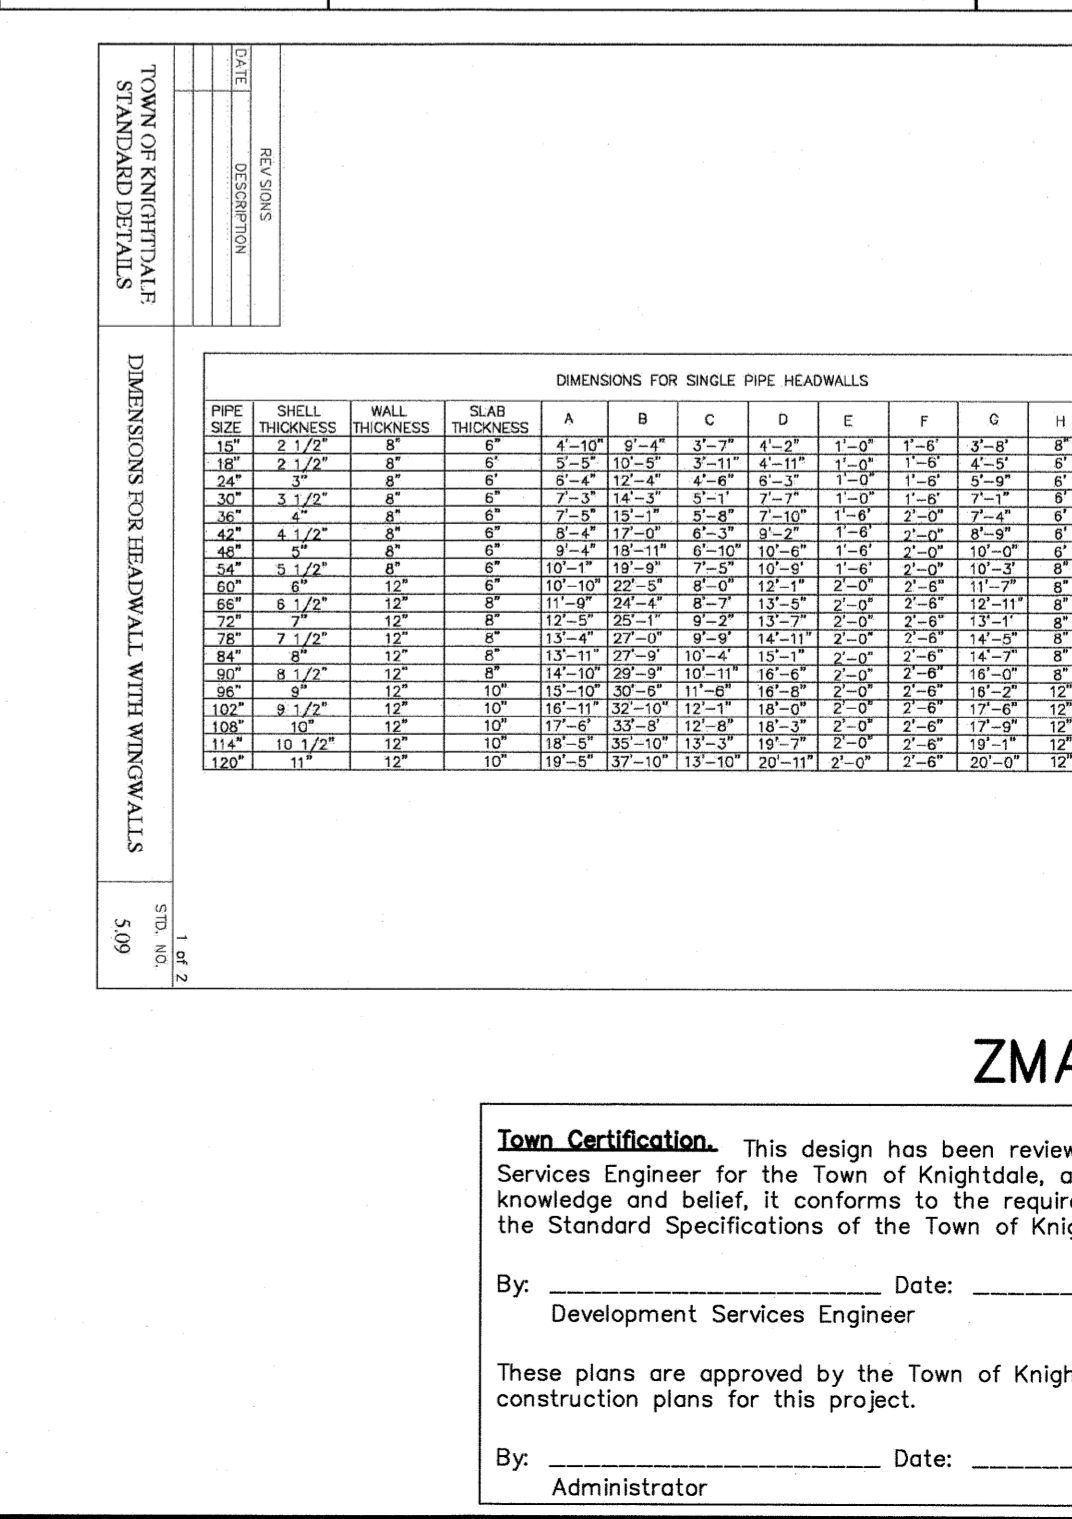 TOWN OF KNIGHTDALE
STANDARD DETAILS
REV SIONS
DATE DESCRIPTION
DIMENSIONS FOR HEADWALL WITH WINGWALLS
STD. NO.
5.09
1 of 2
DIMENSIONS FOR SINGLE PIPE HEADWALLS
PIPE SIZE SHELL THICKNESS WALL THICKNESS SLAB THICKNESS A B C D E F G H
15" 2 1/2" 8" 6" 4'-10" 9'-4" 3'-7" 4'-2" 1'-0" 1'-6' 3'-8' 8"
18" 2 1/2" 8" 6' 5'-5" 10'-5" 3'-11" 4'-11" 1'-0" 1'-6' 4'-5' 6'
24" 3" 8" 6' 6'-4" 12'-4" 4'-6" 6'-3" 1'-0" 1'-6' 5'-9" 6'
30" 3 1/2" 8" 6" 7'-3" 14'-3" 5'-1' 7'-7" 1'-0" 1'-6' 7'-1" 6'
36" 4" 8" 6" 7'-5" 15'-1" 5'-8" 7'-10" 1'-6' 2'-0" 7'-4" 6'
42" 4 1/2" 8" 6" 8'-4" 17'-0" 6'-3" 9'-2" 1'-6 2'-0" 8'-9" 6'
48" 5" 8" 6" 9'-4" 18'-11" 6'-10" 10'-6" 1'-6' 2'-0" 10'-0" 6'
54" 5 1/2" 8" 6" 10'-1" 19'-9" 7'-5" 10'-9' 1'-6' 2'-0" 10'-3' 8"
60" 6" 12" 6" 10'-10" 22'-5" 8'-0" 12'-1" 2'-0 2'-6 11'-7" 8"
66" 6 1/2" 12" 8" 11'-9" 24'-4" 8'-7" 13'-5" 2'-0" 2'-6" 12'-11" 8"
72" 7" 12" 8" 12'-5" 25'-1" 9'-2" 13'-7" 2'-0" 2'-6" 13'-1' 8"
78" 7 1/2" 12" 8" 13'-4" 27'-0" 9'-9' 14'-11" 2'-0" 2'-6" 14'-5" 8"
84" 8" 12" 8" 13'-11" 27'-9' 10'-4' 15'-1" 2'-0" 2'-6" 14'-7" 8"
90" 8 1/2" 12" 8" 14'-10" 29'-9" 10'-11" 16'-6" 2'-0" 2'-6 16'-0" 8"
96" 9" 12" 10" 15'-10" 30'-6" 11'-6" 16'-8" 2'-0" 2'-6" 16'-2" 12"
102" 9 1/2" 12" 10" 16'-11" 32'-10" 12'-1" 18'-0" 2'-0" 2'-6" 17'-6" 12"
108" 10" 12" 10" 17'-6' 33'-8' 12'-8" 18'-3" 2'-0" 2'-6" 17'-9" 12"
114" 10 1/2" 12" 10" 18'-5" 35'-10" 13'-3" 19'-7" 2'-0" 2'-6" 19'-1" 12"
120" 11" 12" 10" 19'-5" 37'-10" 13'-10" 20'-11" 2'-0" 2'-6" 20'-0" 12"
ZMA
Town Certification. This design has been review
Services Engineer for the Town of Knightdale, a
knowledge and belief, it conforms to the require
the Standard Specifications of the Town of Knig
By: ______________________ Date: _______
Development Services Engineer
These plans are approved by the Town of Knigh
construction plans for this project.
By: ______________________ Date: _______
Administrator